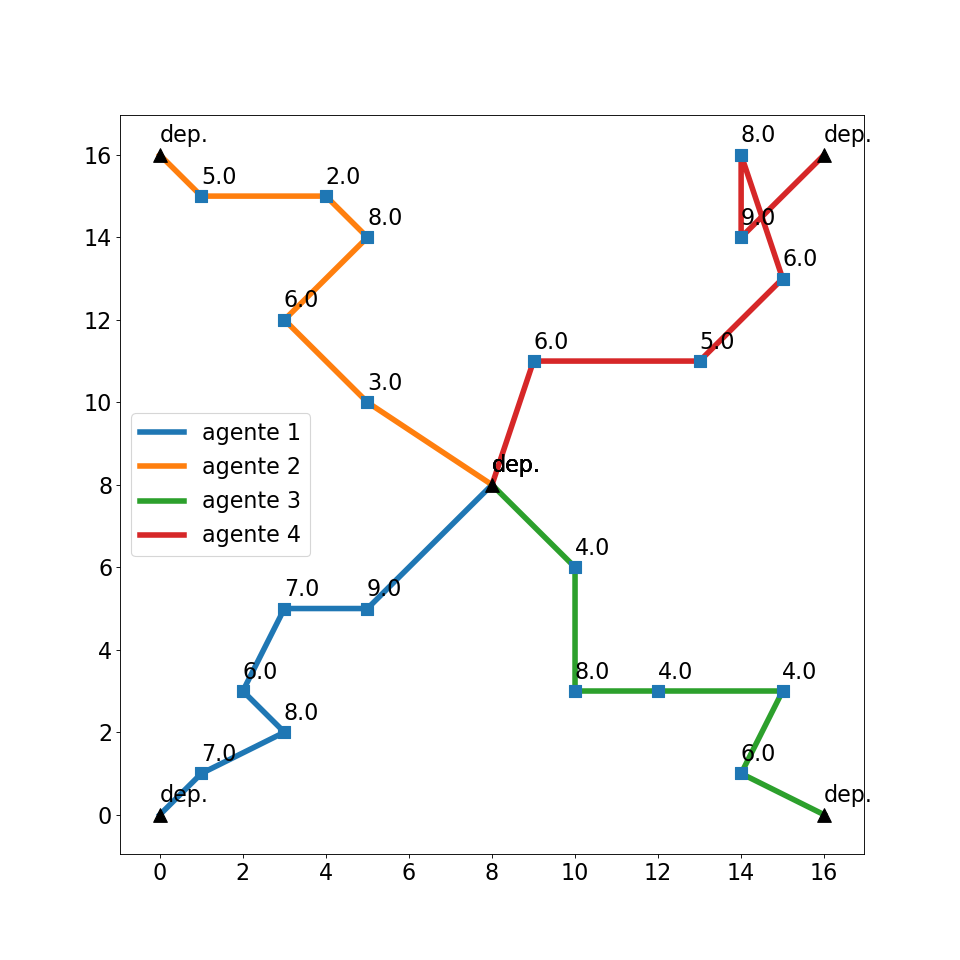 dep. 8.0 dep.
16
5.0 2.0
8.0 9.0
14
6.0
6.0
12
6.0 5.0
3.0
10
agente 1
agente 2
agente 3
agente 4
dep.
8
4.0
6
7.0 9.0
4
6.0 8.0 4.0 4.0
8.0
2
7.0 6.0
dep. dep.
0
0 2 4 6 8 10 12 14 16